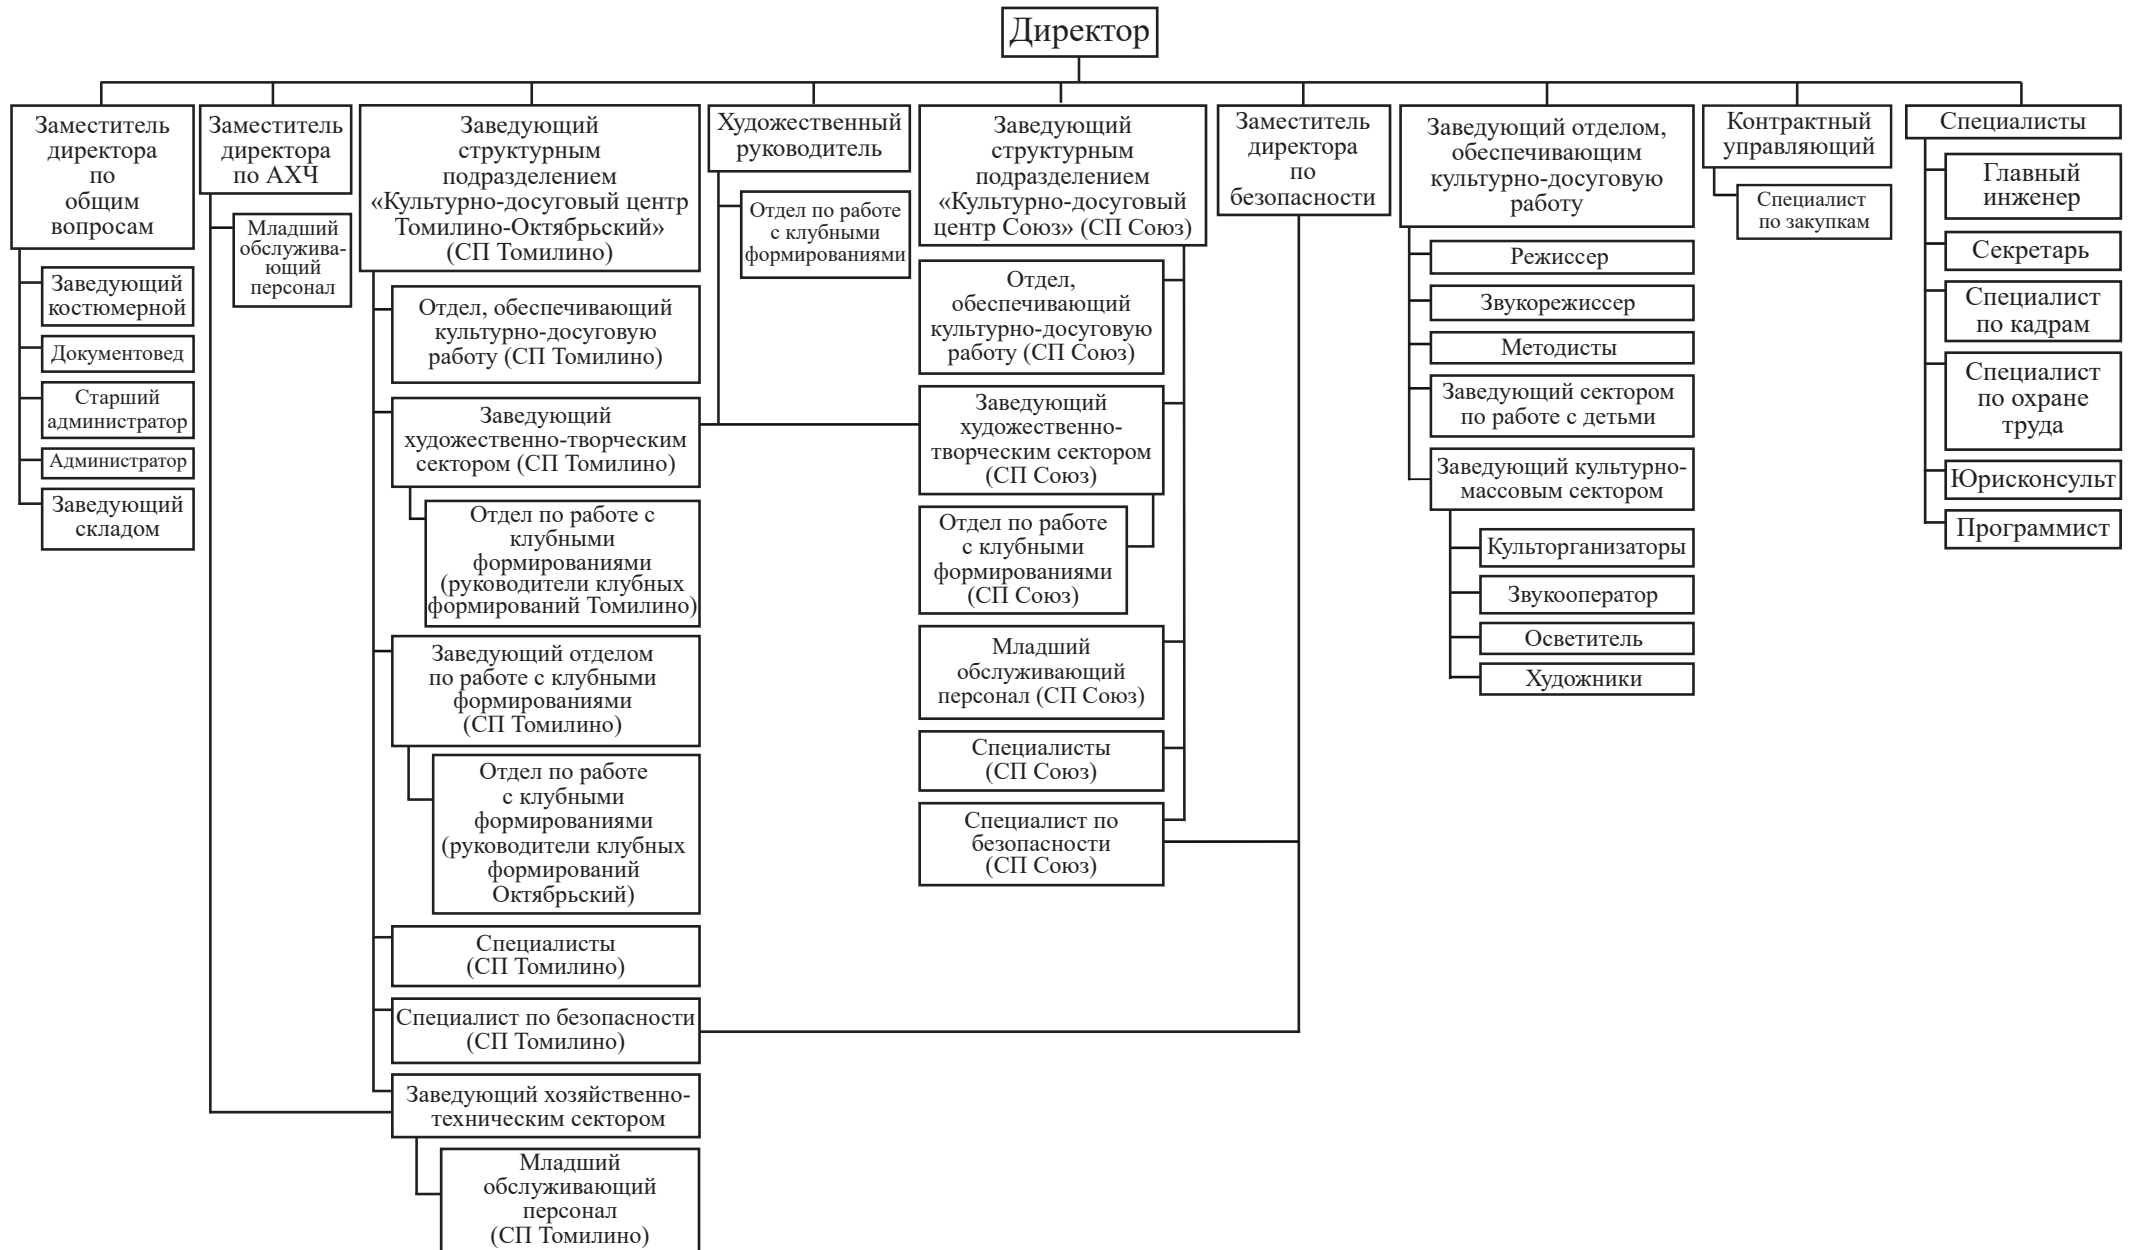 Директор
Заместитель
директора
по
общим
вопросам
Заведующий
костюмерной
Документовед
Старший
администратор
Администратор
Заведующий
складом
Заместитель
директора
по АХЧ
Младший
обслужива-
ющий
персонал
Заведующий
структурным
подразделением
«Культурно-досуговый центр
Томилино-Октябрьский»
(СП Томилино)
Отдел, обеспечивающий
культурно-досуговую
работу (СП Томилино)
Заведующий
художественно-творческим
сектором (СП Томилино)
Отдел по работе с
клубными
формированиями
(руководители клубных
формирований Томилино)
Заведующий отделом
по работе с клубными
формированиями
(СП Томилино)
Отдел по работе
с клубными
формированиями
(руководители клубных
формирований
Октябрьский)
Специалисты
(СП Томилино)
Специалист по безопасности
(СП Томилино)
Заведующий хозяйственно-
техническим сектором
Младший
обслуживающий
персонал
(СП Томилино)
Художественный
руководитель
Отдел по работе
с клубными
формированиями
Заведующий
структурным
подразделением
«Культурно-досуговый
центр Союз» (СП Союз)
Отдел,
обеспечивающий
культурно-досуговую
работу (СП Союз)
Заведующий
художественно-
творческим сектором
(СП Союз)
Отдел по работе
с клубными
формированиями
(СП Союз)
Младший
обслуживающий
персонал (СП Союз)
Специалисты
(СП Союз)
Специалист по
безопасности
(СП Союз)
Заместитель
директора
по
безопасности
Заведующий отделом,
обеспечивающим
культурно-досуговую
работу
Режиссер
Звукорежиссер
Методисты
Заведующий сектором
по работе с детьми
Заведующий культурно-
массовым сектором
Культорганизаторы
Звукооператор
Осветитель
Художники
Контрактный
управляющий
Специалист
по закупкам
Специалисты
Главный
инженер
Секретарь
Специалист
по кадрам
Специалист
по охране
труда
Юрисконсульт
Программист